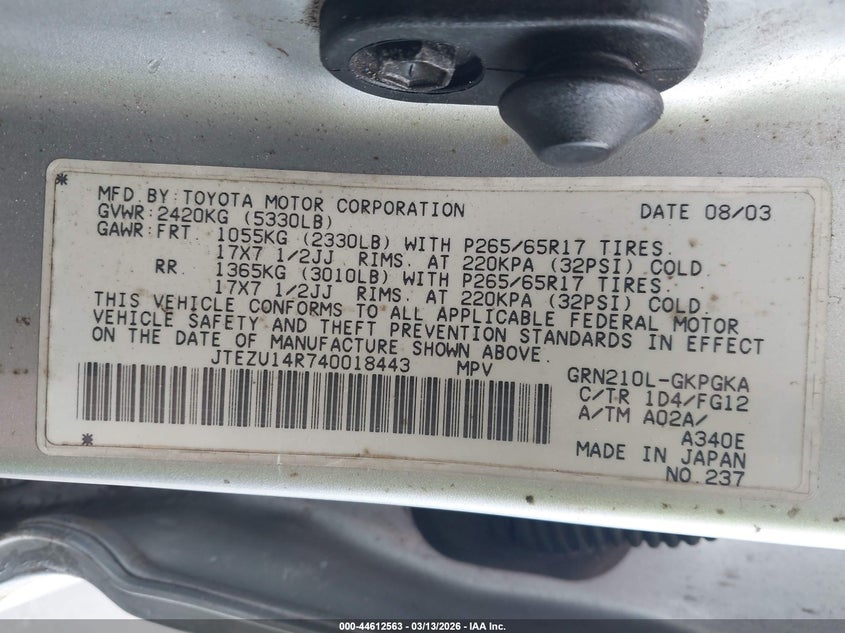 MFD.BY:TOYOTA MOTOR CORPORATION DATE 08/03
GVWR:2420KG (5330LB)
GAWR:FRT. 1055KG (2330LB) WITH P265/65R17 TIRES.
17X7 1/2JJ RIMS. AT 220KPA (32PSI) COLD.
RR. 1365KG (3010LB) WITH P265/65R17 TIRES.
17X7 1/2JJ RIMS. AT 220KPA (32PSI) COLD.
THIS VEHICLE CONFORMS TO ALL APPLICABLE FEDERAL MOTOR
VEHICLE SAFETY AND THEFT PREVENTION STANDARDS IN EFFECT
ON THE DATE OF MANUFACTURE SHOWN ABOVE.
JTEZU14R740018443 MPV
GRN210L-GKPGKA
C/TR 1D4/FG12
A/TM A02A/
A340E
MADE IN JAPAN
NO.237
000-44612563 - 03/13/2026 - IAA Inc.